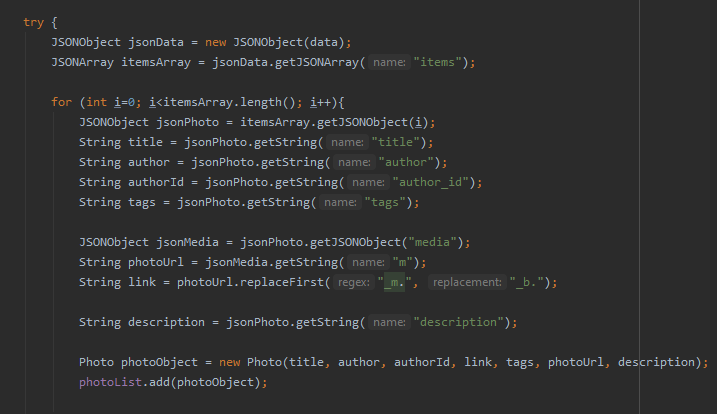 try {
JSONObject jsonData = new JSONObject(data);
JSONArray itemsArray = jsonData.getJSONArray( name: "items");
for (int i=0; i<itemsArray.length(); i++){
JSONObject jsonPhoto = itemsArray.getJSONObject(i);
String title = jsonPhoto.getString( name: "title");
String author = jsonPhoto.getString( name: "author");
String authorId = jsonPhoto.getString( name: "author_id");
String tags = jsonPhoto.getString( name: "tags");
JSONObject jsonMedia = jsonPhoto.getJSONObject("media");
String photoUrl = jsonMedia.getString( name: "m");
String link = photoUrl.replaceFirst( regex: "_m.", replacement: "_b.");
String description = jsonPhoto.getString( name: "description");
Photo photoObject = new Photo(title, author, authorId, link, tags, photoUrl, description);
photoList.add(photoObject);